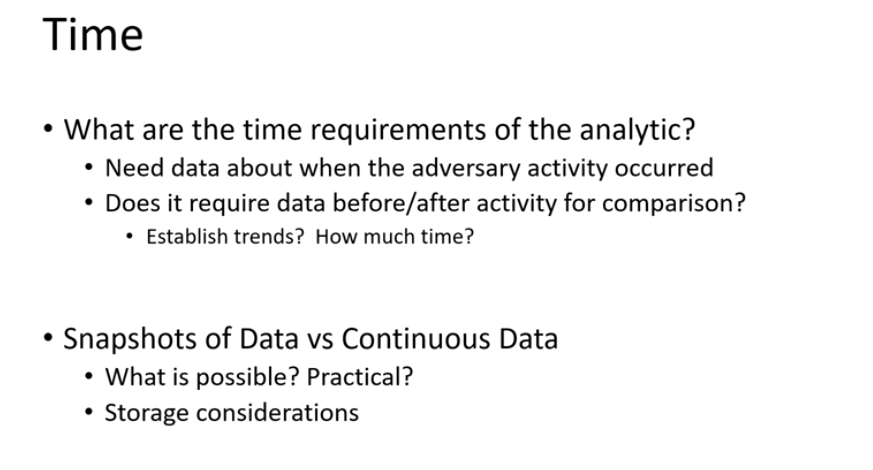 Time
• What are the time requirements of the analytic?
• Need data about when the adversary activity occurred
• Does it require data before/after activity for comparison?
• Establish trends?  How much time?
• Snapshots of Data vs Continuous Data
• What is possible? Practical?
• Storage considerations